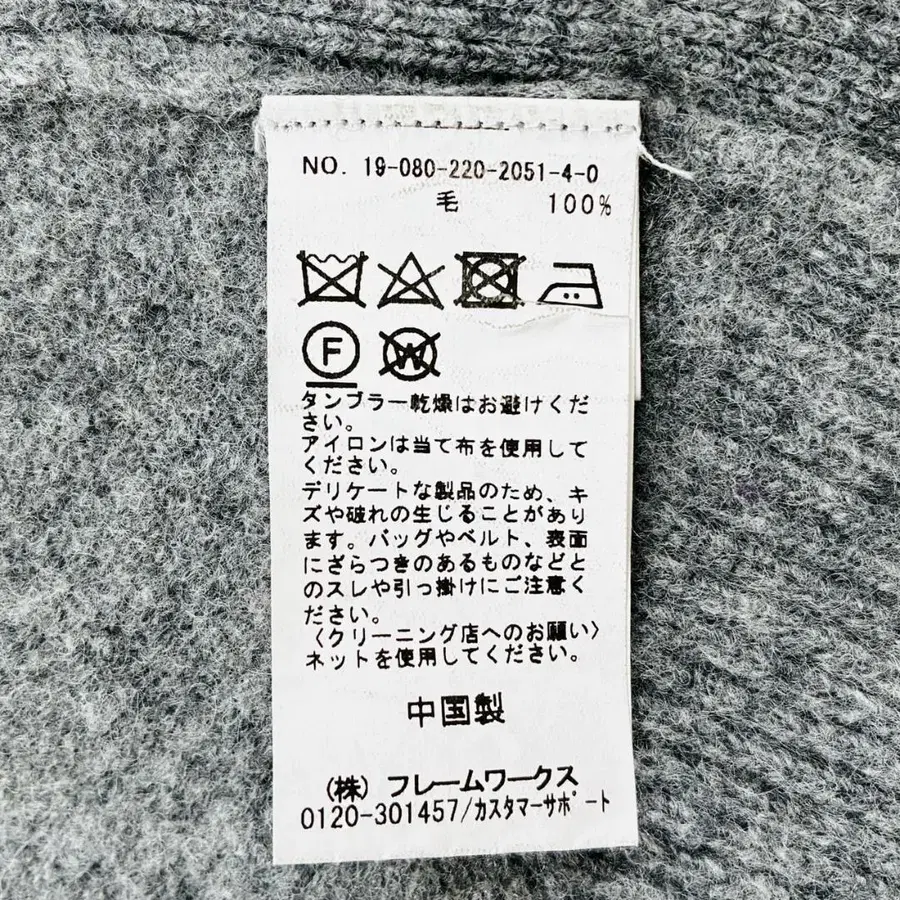 NO. 19-080-220-2051-4-0
毛 100%
F
W
タンブラー乾燥はお避けくだ
さい。
アイロンは当て布を使用して
ください。
デリケートな製品のため、キ
ズや破れの生じることがあり
ます。バッグやベルト、表面
にざらつきのあるものなどと
のスレや引っ掛けにご注意く
ださい。
〈クリーニング店へのお願い〉
ネットを使用してください。
中国製
(株) フレームワークス
0120-301457/カスタマーサポート